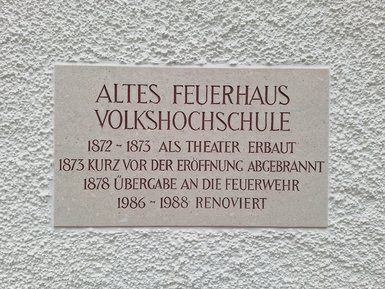 ALTES FEUERHAUS
VOLKSHOCHSCHULE
1872 - 1873 ALS THEATER ERBAUT
1873 KURZ VOR DER ERÖFFNUNG ABGEBRANNT
1878 ÜBERGABE AN DIE FEUERWEHR
1986 - 1988 RENOVIERT